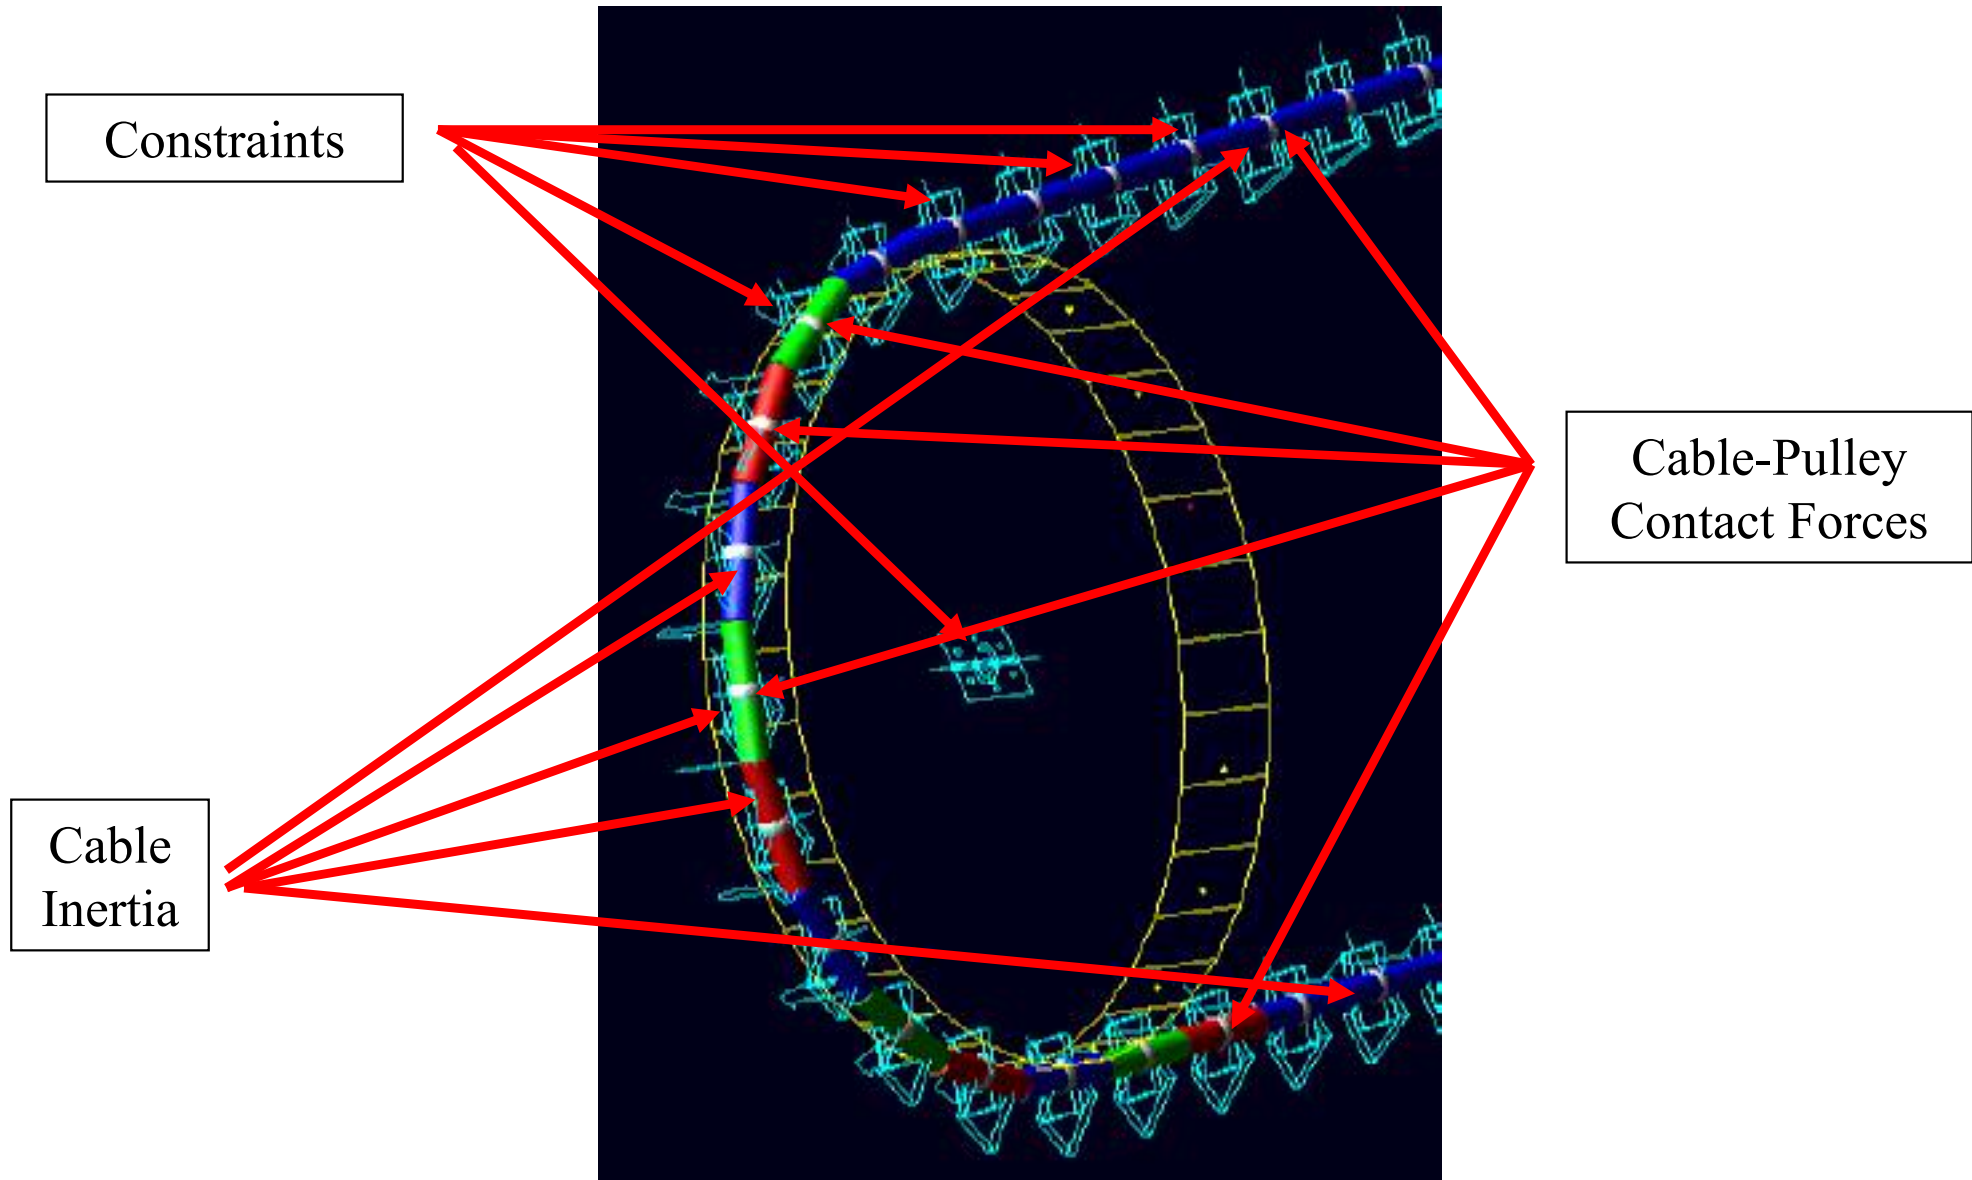 Constraints
Cable-Pulley
Contact Forces
Cable
Inertia